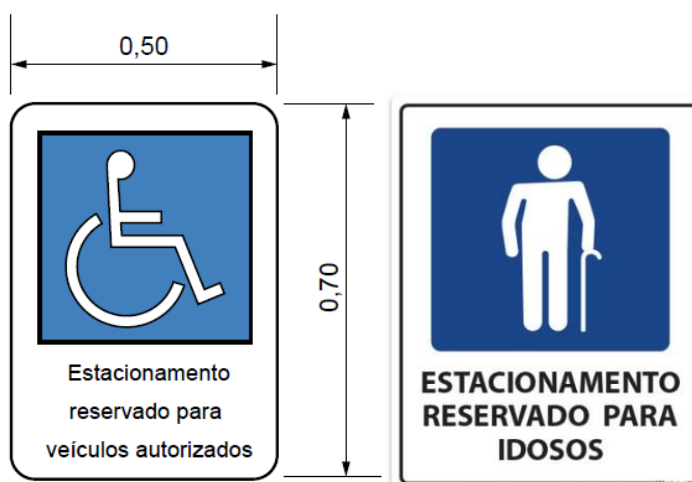 0,50
0,70
Estacionamento
reservado para
veículos autorizados
ESTACIONAMENTO
RESERVADO PARA
IDOSOS